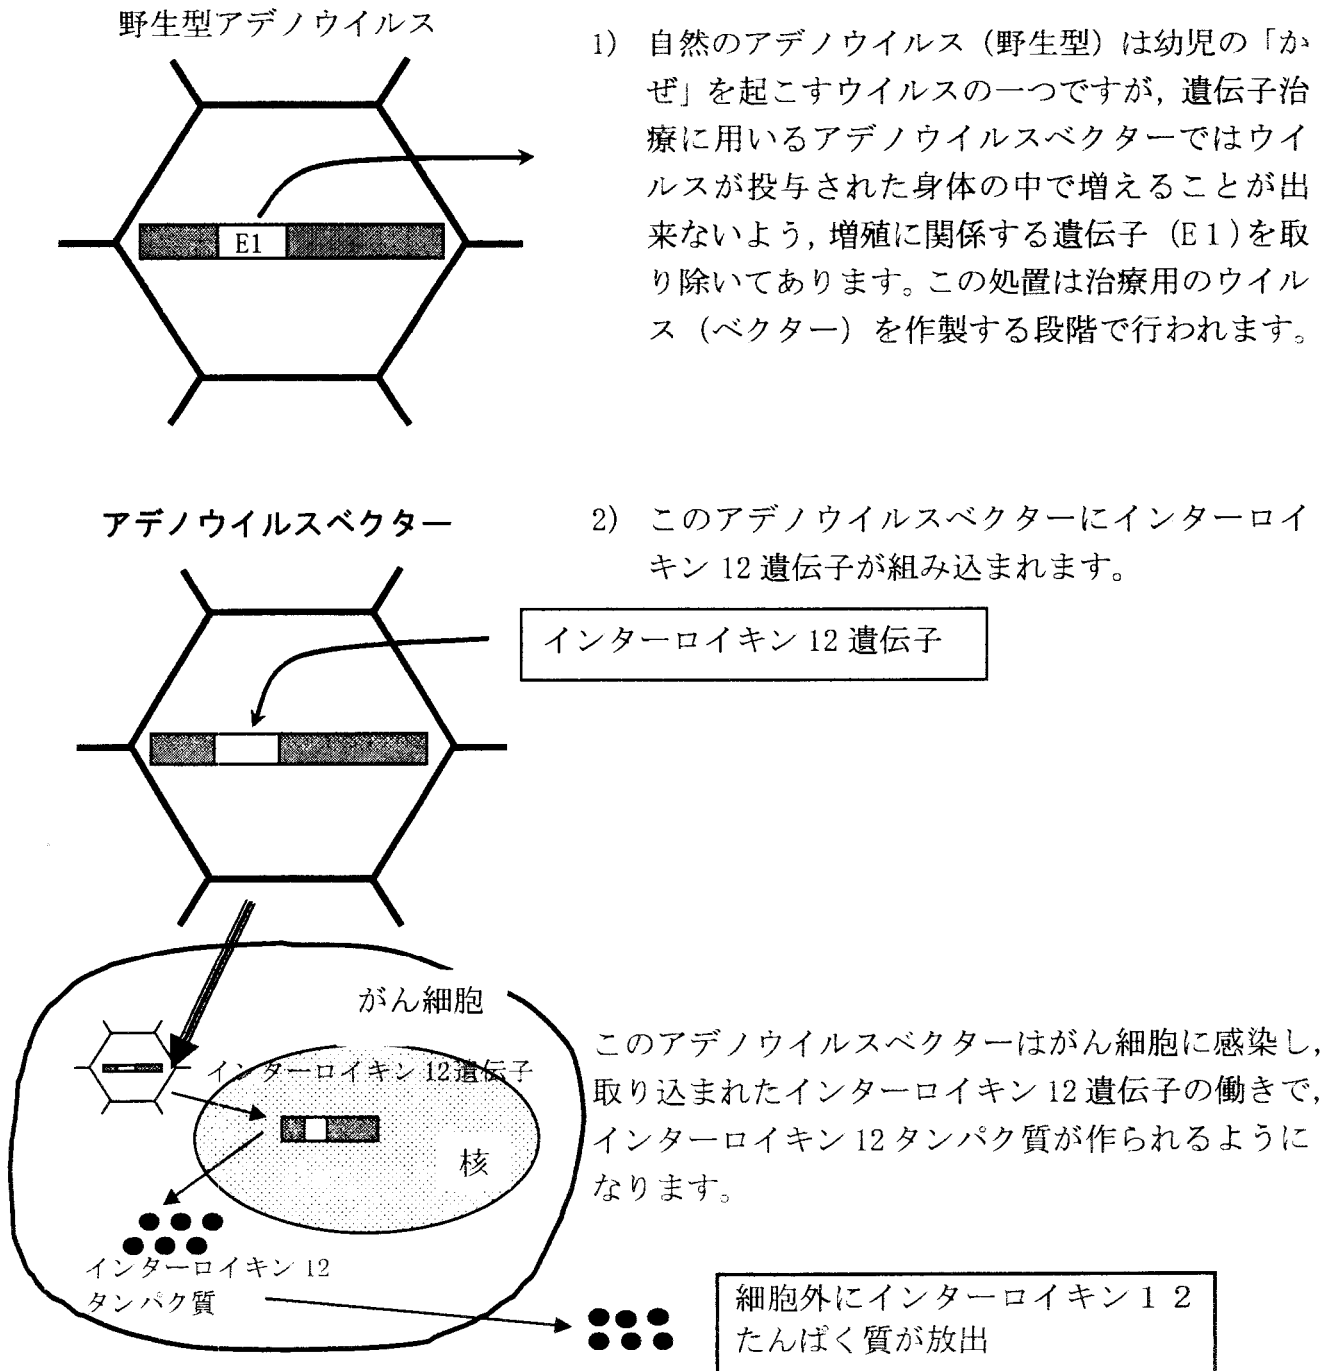 野生型アデノウイルス
E1
1) 自然のアデノウイルス（野生型）は幼児の「か
ぜ」を起こすウイルスの一つですが，遺伝子治
療に用いるアデノウイルスベクターではウイ
ルスが投与された身体の中で増えることが出
来ないよう，増殖に関係する遺伝子（E１）を取
り除いてあります。この処置は治療用のウイル
ス（ベクター）を作製する段階で行われます。
アデノウイルスベクター
2) このアデノウイルスベクターにインターロイ
キン 12 遺伝子が組み込まれます。
インターロイキン 12 遺伝子
がん細胞
インターロイキン 12遺伝子
核
インターロイキン 12
タンパク質
このアデノウイルスベクターはがん細胞に感染し，
取り込まれたインターロイキン 12 遺伝子の働きで，
インターロイキン 12 タンパク質が作られるように
なります。
細胞外にインターロイキン１２
たんぱく質が放出